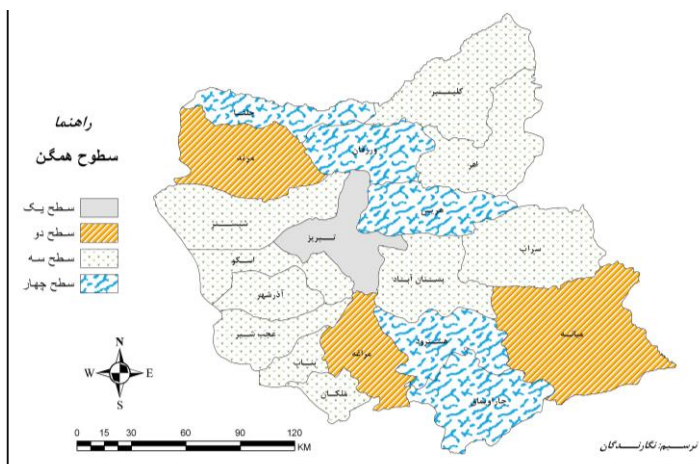 راهنما
سطوح همگن
سطح یک
سطح دو
سطح سه
سطح چهار
کلیبر
جلفا
ورزقان
اهر
مرند
هریس
شبستر
تبریز
سراب
اسکو
بستان آباد
آذرشهر
میانه
عجب شیر
هشترود
مراغه
بناب
ملکان
چاراویماق
N
W
E
S
0 15 30 60 90 120
KM
ترسیم: نگارندگان